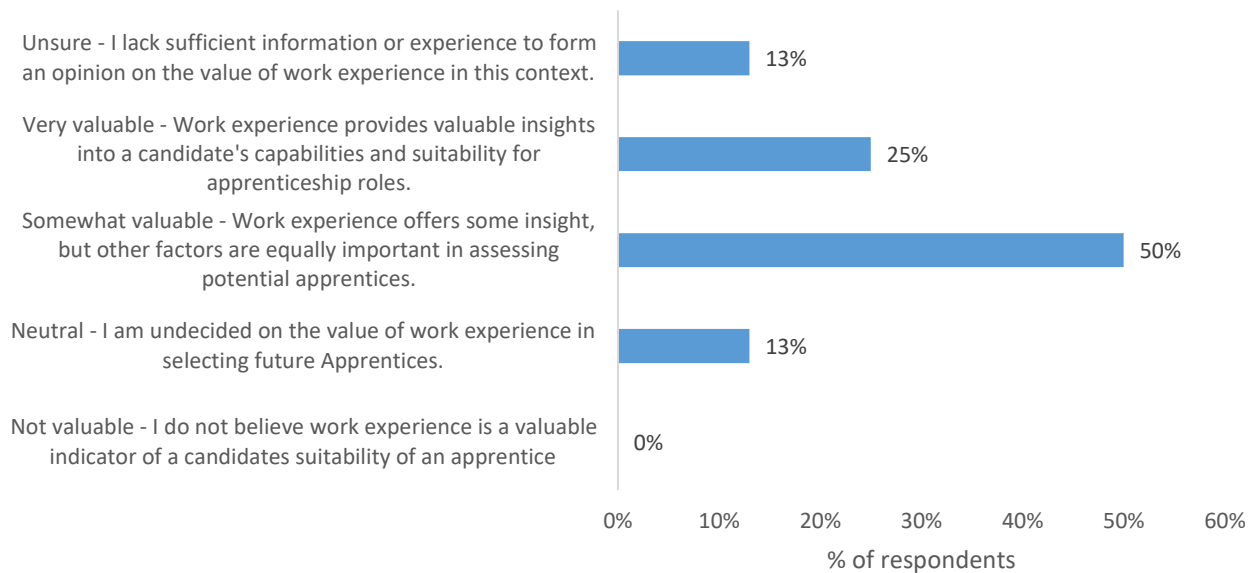 Unsure - I lack sufficient information or experience to form
an opinion on the value of work experience in this context.
13%
Very valuable - Work experience provides valuable insights
into a candidate's capabilities and suitability for
apprenticeship roles.
25%
Somewhat valuable - Work experience offers some insight,
but other factors are equally important in assessing
potential apprentices.
50%
Neutral - I am undecided on the value of work experience in
selecting future Apprentices.
13%
Not valuable - I do not believe work experience is a valuable
indicator of a candidates suitability of an apprentice
0%
0% 10% 20% 30% 40% 50% 60%
% of respondents